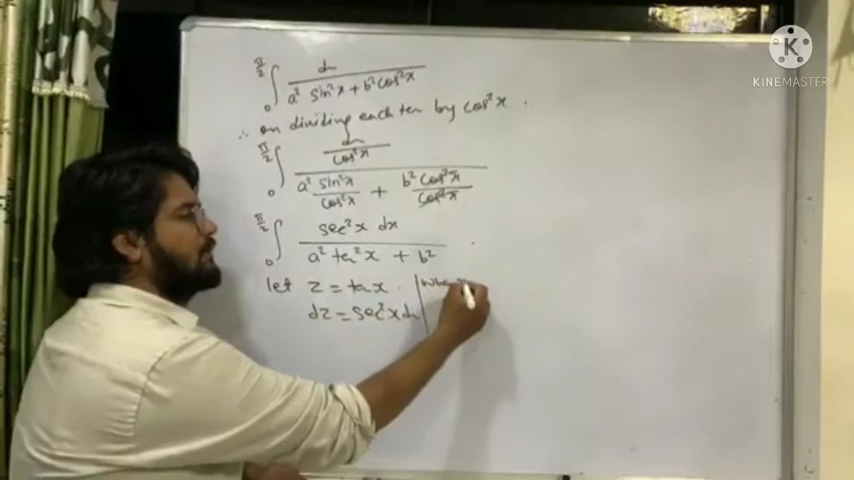 π/2 ∫ 0 dx / a² sin²x + b² cos²x
∴ on dividing each term by cos²x .
π/2 ∫ 0 dx/cos²x / a² sin²x/cos²x + b² cos²x/cos²x
π/2 ∫ 0 sec²x dx / a² tan²x + b² .
let z = tan x . | when
dz = sec²x dx
K
KINEMASTER